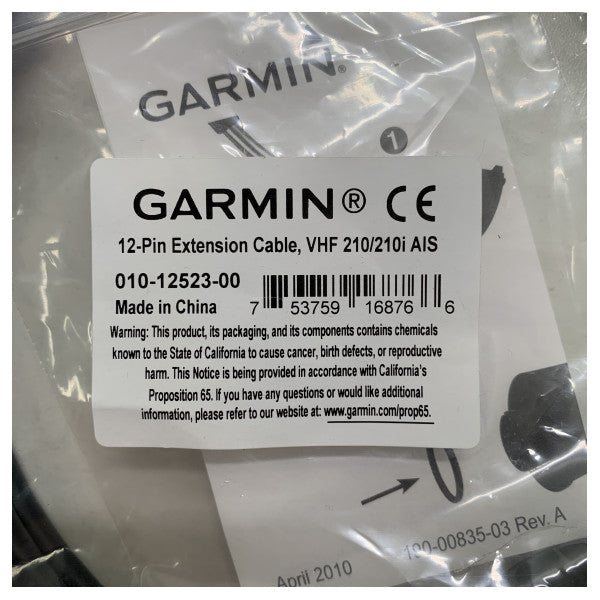 GARMIN®
1
GARMIN® CE
12-Pin Extension Cable, VHF 210/210i AIS
010-12523-00
Made in China
7 53759 16876 6
Warning: This product, its packaging, and its components contains chemicals
known to the State of California to cause cancer, birth defects, or reproductive
harm. This Notice is being provided in accordance with California's
Proposition 65. If you have any questions or would like additional
information, please refer to our website at: www.garmin.com/prop65.
April 2010
190-00835-03 Rev. A